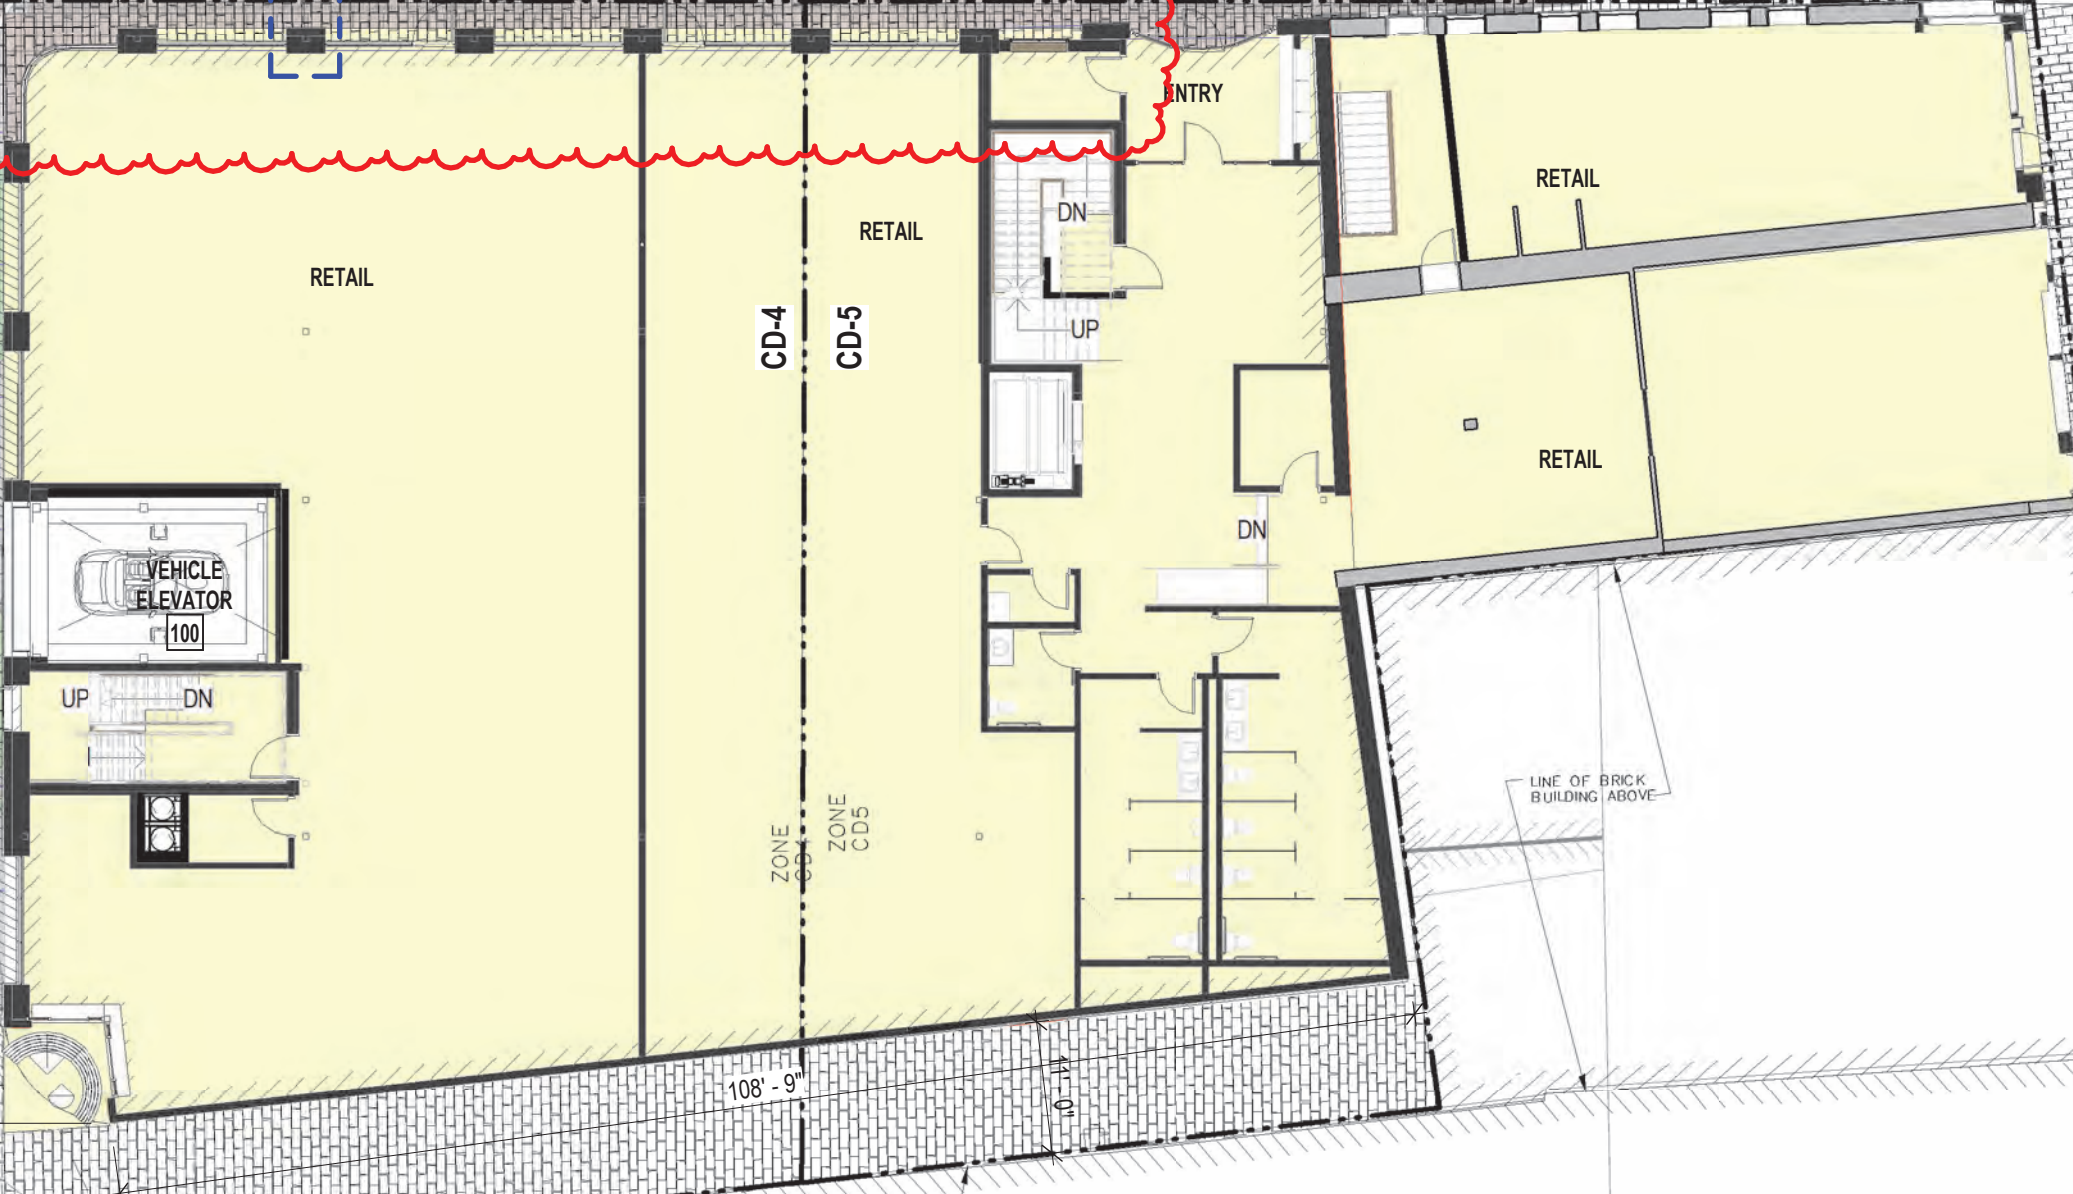 ENTRY
RETAIL
DN
RETAIL
RETAIL
UP
CD-4
CD-5
RETAIL
DN
VEHICLE
ELEVATOR
100
UP
DN
LINE OF BRICK
BUILDING ABOVE
ZONE
CD4
ZONE
CD5
108' - 9"
11' - 0"